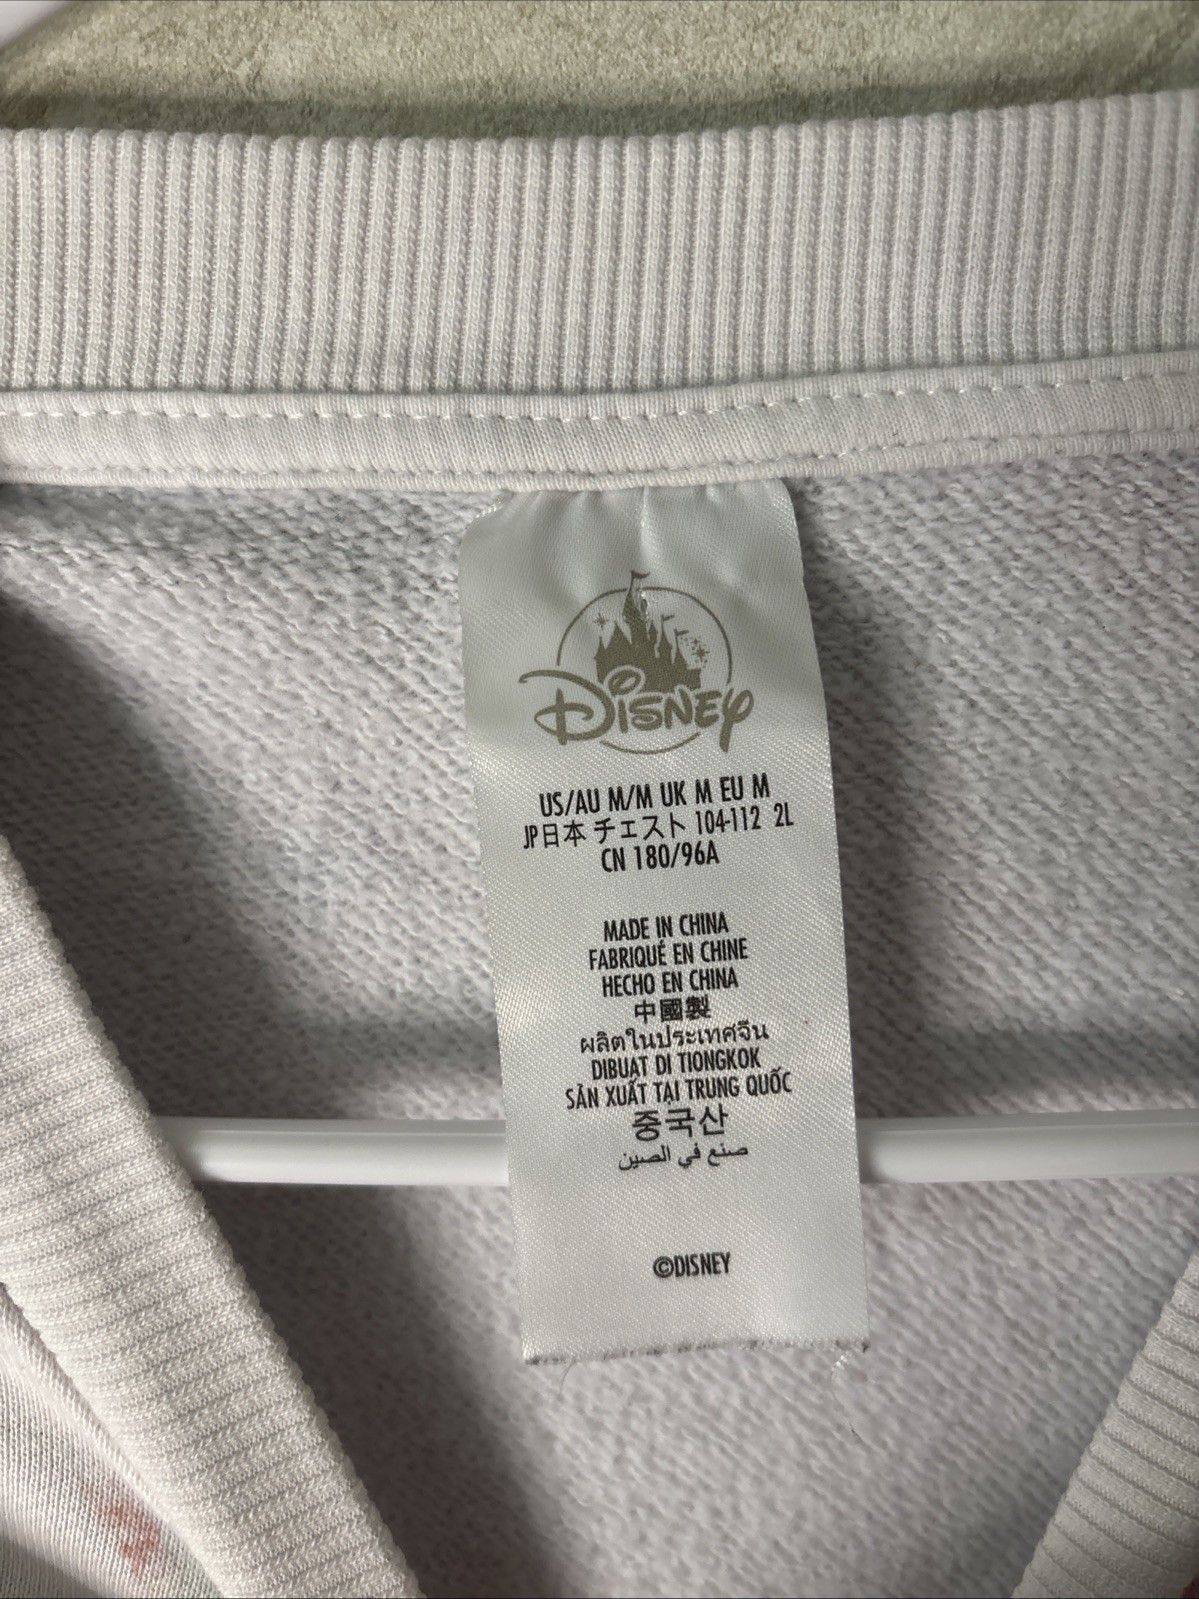 Disney
US/AU M/M UK M EU M
JP日本 チェスト 104-112 2L
CN 180/96A
MADE IN CHINA
FABRIQUÉ EN CHINE
HECHO EN CHINA
中國製
ผลิตในประเทศจีน
DIBUAT DI TIONGKOK
SẢN XUẤT TẠI TRUNG QUỐC
중국산
صنع في الصين
©DISNEY